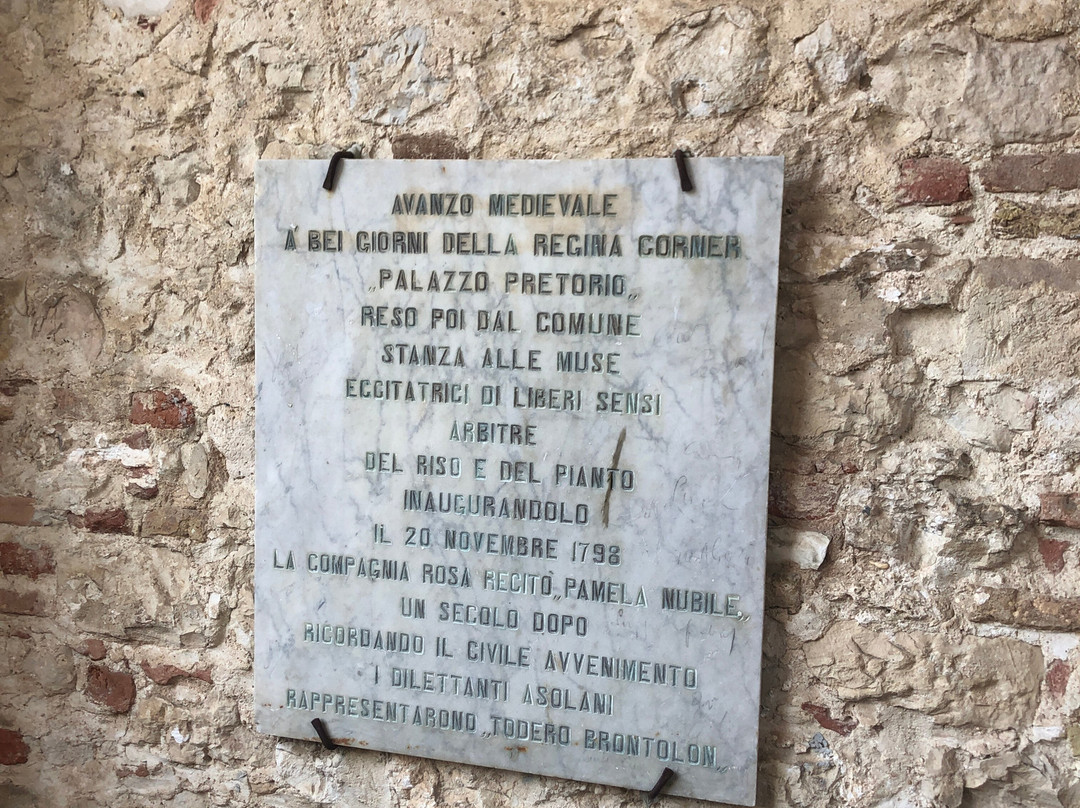 AVANZO MEDIEVALE
A' BEI GIORNI DELLA REGINA CORNER
„PALAZZO PRETORIO„
RESO POI DAL COMUNE
STANZA ALLE MUSE
ECCITATRICI DI LIBERI SENSI
ARBITRE
DEL RISO E DEL PIANTO
INAUGURANDOLO
IL 20 NOVEMBRE 1798
LA COMPAGNIA ROSA RECITÒ „PAMELA NUBILE„
UN SECOLO DOPO
RICORDANDO IL CIVILE AVVENIMENTO
I DILETTANTI ASOLANI
RAPPRESENTARONO „TODERO BRONTOLON„